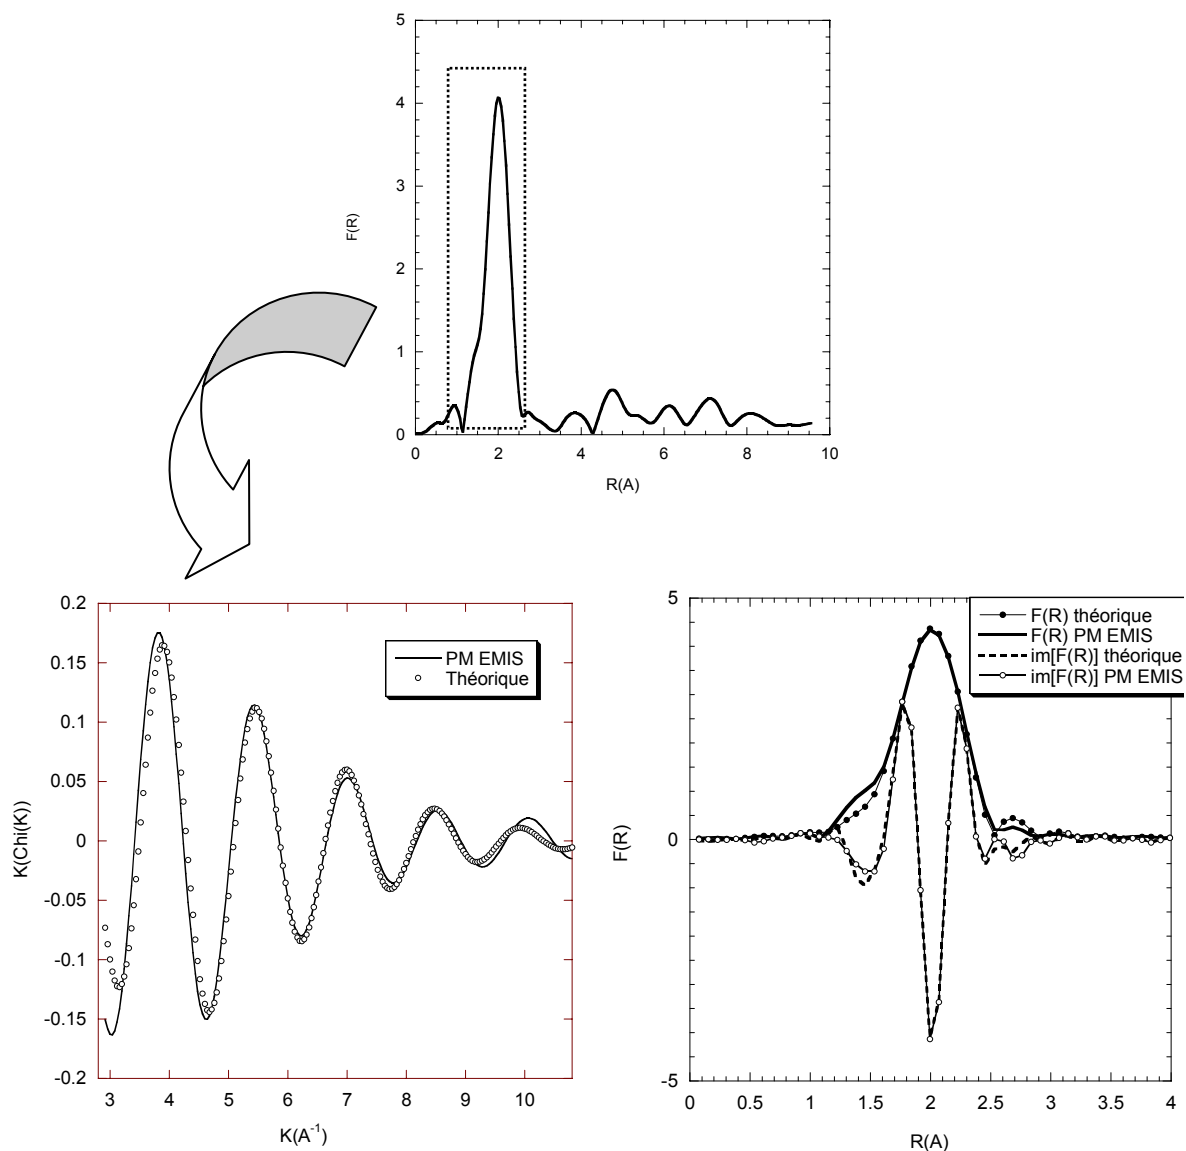 5
4
3
2
1
0
F(R)
0 2 4 6 8 10
R(A)
0.2
0.15
0.1
0.05
0
-0.05
-0.1
-0.15
-0.2
K(Chi(K))
PM EMIS
Théorique
3 4 5 6 7 8 9 10
K(A⁻¹)
5
0
-5
F(R)
F(R) théorique
F(R) PM EMIS
im[F(R)] théorique
im[F(R)] PM EMIS
0 0.5 1 1.5 2 2.5 3 3.5 4
R(A)